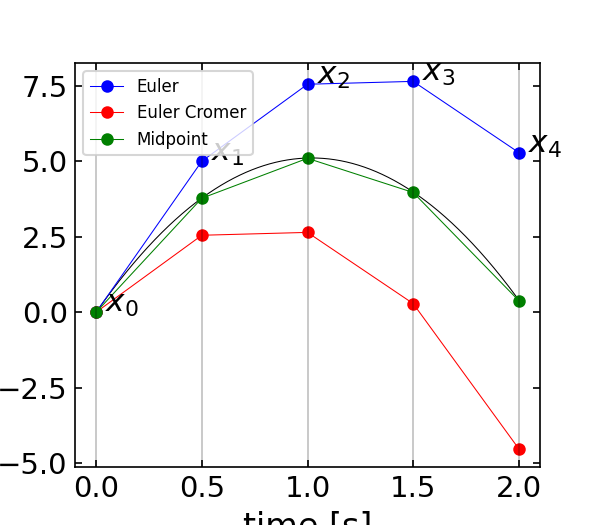 7.5
5.0
2.5
0.0
−2.5
−5.0
Euler
Euler Cromer
Midpoint
x₀
x₁
x₂
x₃
x₄
0.0 0.5 1.0 1.5 2.0
time [s]